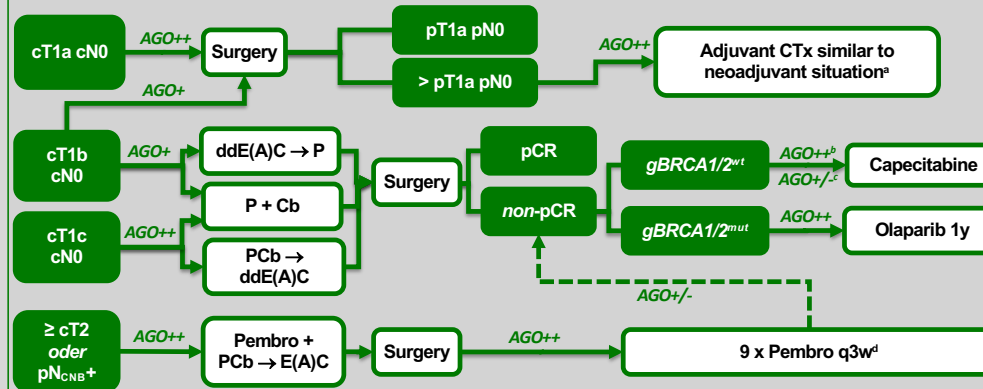 cT1a cN0
AGO++
Surgery
pT1a pN0
> pT1a pN0
AGO++
Adjuvant CTx similar to
neoadjuvant situationᵃ
AGO+
cT1b
cN0
AGO+
ddE(A)C → P
P + Cb
cT1c
cN0
AGO++
PCb →
ddE(A)C
Surgery
pCR
non-pCR
gBRCA1/2ʷᵗ
AGO++ᵇ
AGO+/-ᶜ
Capecitabine
gBRCA1/2ᵐᵘᵗ
AGO++
Olaparib 1y
AGO+/-
≥ cT2
oder
pNCNB+
AGO++
Pembro +
PCb → E(A)C
Surgery
AGO++
9 x Pembro q3wᵈ